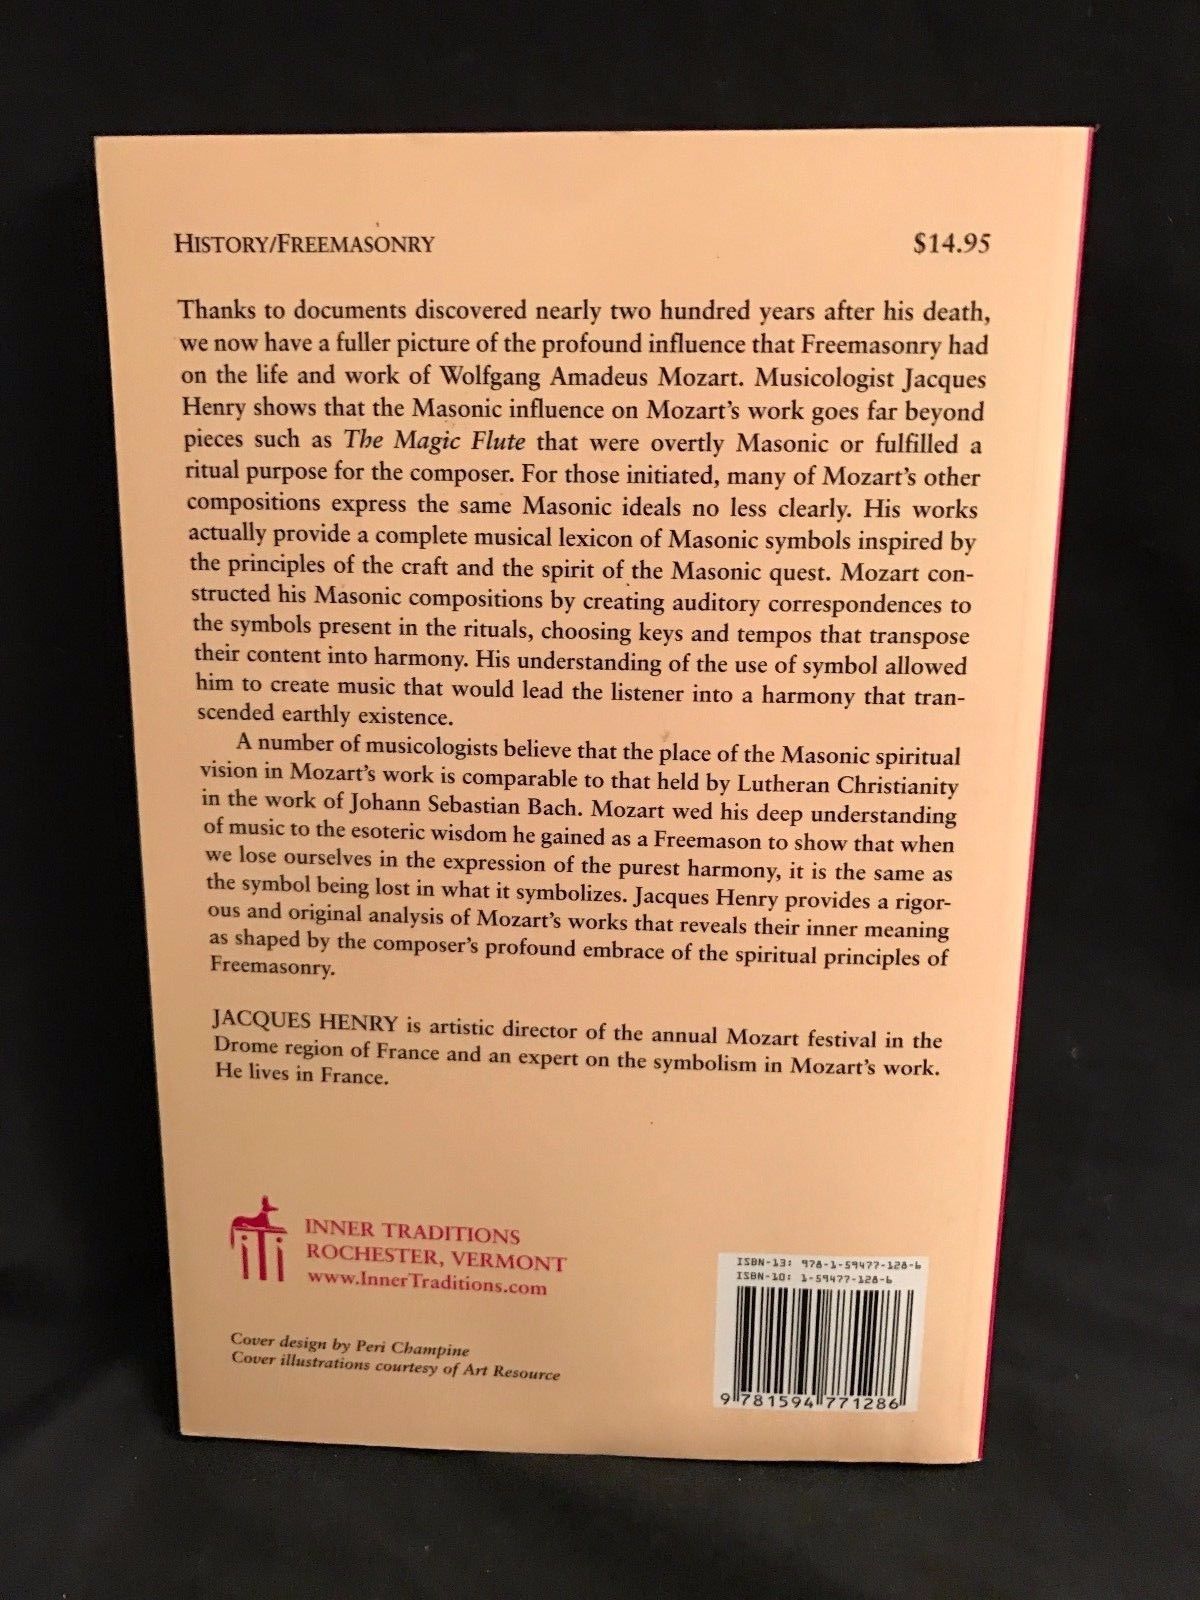 HISTORY/FREEMASONRY
$14.95
Thanks to documents discovered nearly two hundred years after his death,
we now have a fuller picture of the profound influence that Freemasonry had
on the life and work of Wolfgang Amadeus Mozart. Musicologist Jacques
Henry shows that the Masonic influence on Mozart's work goes far beyond
pieces such as The Magic Flute that were overtly Masonic or fulfilled a
ritual purpose for the composer. For those initiated, many of Mozart's other
compositions express the same Masonic ideals no less clearly. His works
actually provide a complete musical lexicon of Masonic symbols inspired by
the principles of the craft and the spirit of the Masonic quest. Mozart con-
structed his Masonic compositions by creating auditory correspondences to
the symbols present in the rituals, choosing keys and tempos that transpose
their content into harmony. His understanding of the use of symbol allowed
him to create music that would lead the listener into a harmony that tran-
scended earthly existence.
A number of musicologists believe that the place of the Masonic spiritual
vision in Mozart's work is comparable to that held by Lutheran Christianity
in the work of Johann Sebastian Bach. Mozart wed his deep understanding
of music to the esoteric wisdom he gained as a Freemason to show that when
we lose ourselves in the expression of the purest harmony, it is the same as
the symbol being lost in what it symbolizes. Jacques Henry provides a rigor-
ous and original analysis of Mozart's works that reveals their inner meaning
as shaped by the composer's profound embrace of the spiritual principles of
Freemasonry.
JACQUES HENRY is artistic director of the annual Mozart festival in the
Drome region of France and an expert on the symbolism in Mozart's work.
He lives in France.
INNER TRADITIONS
ROCHESTER, VERMONT
www.InnerTraditions.com
Cover design by Peri Champine
Cover illustrations courtesy of Art Resource
ISBN-13: 978-1-59477-128-6
ISBN-10: 1-59477-128-6
9 781594 771286